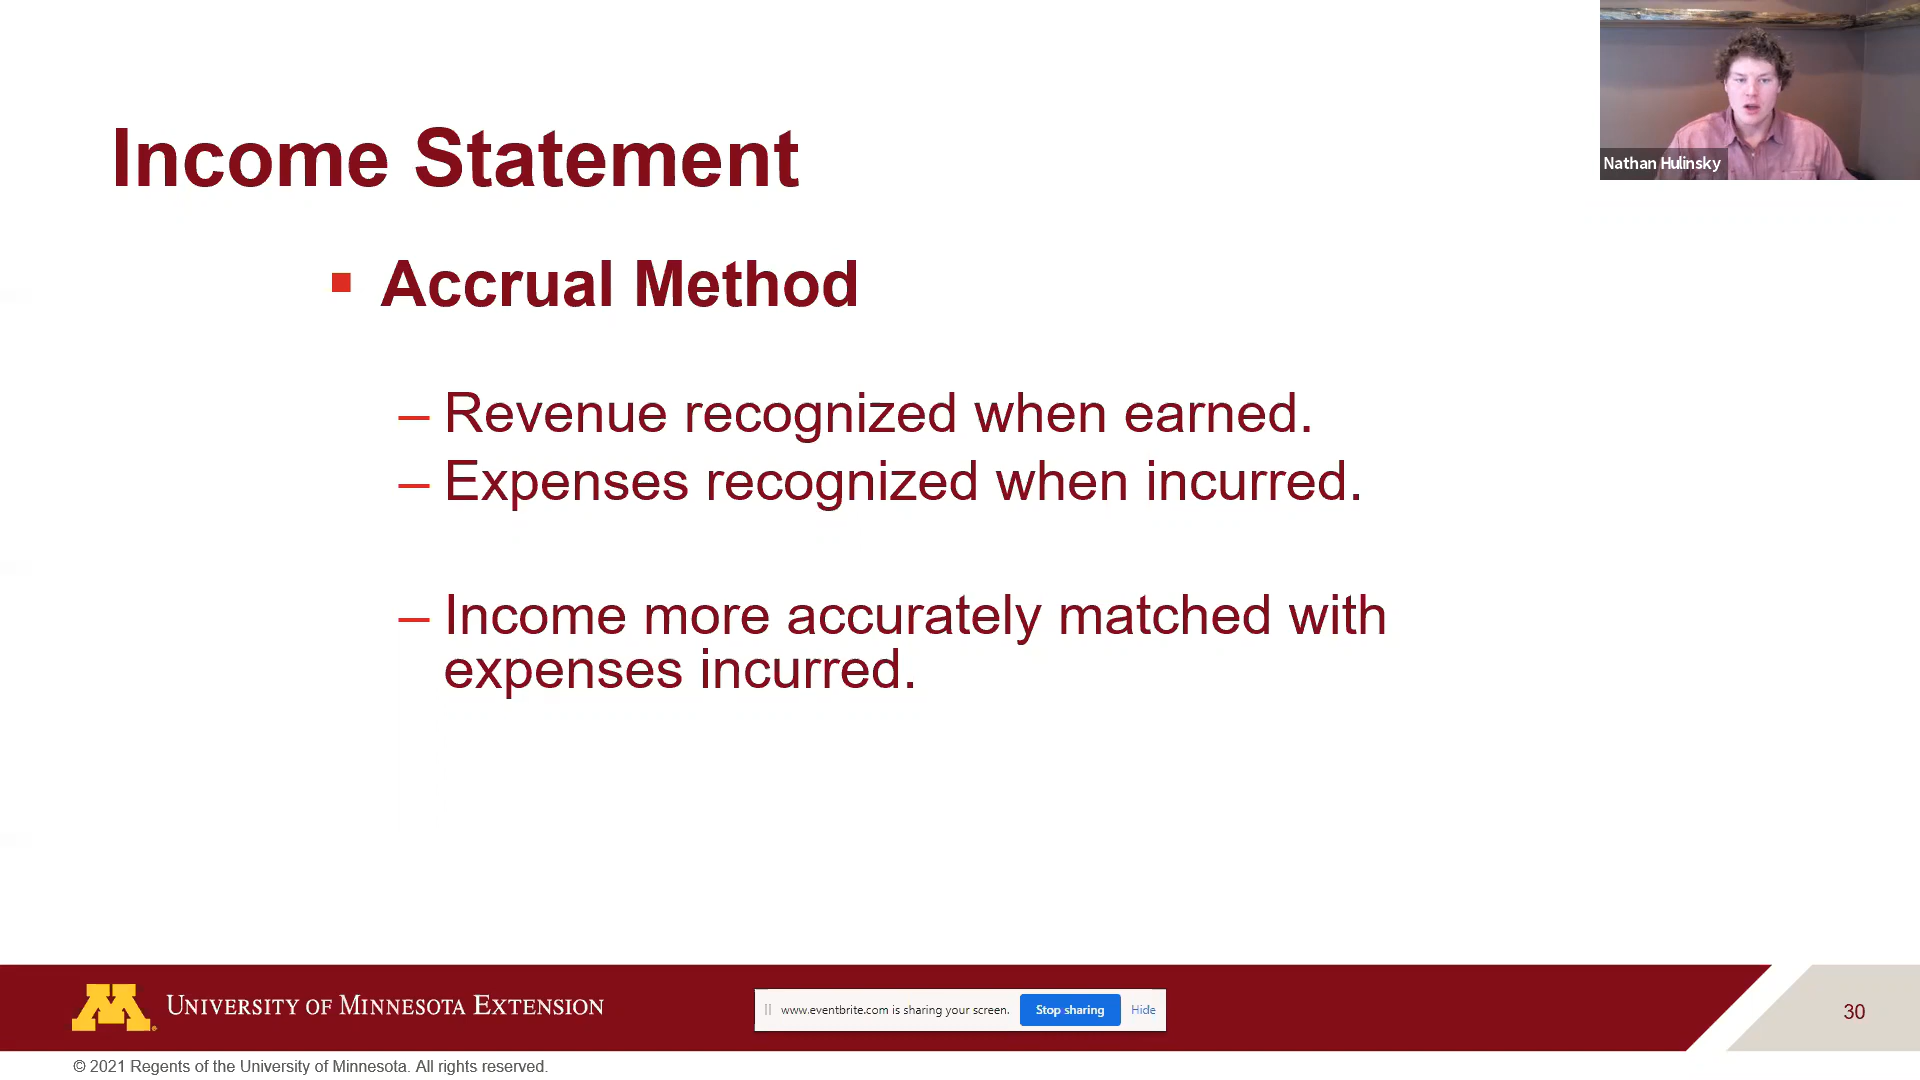 Nathan Hulinsky
Income Statement
▪ Accrual Method
– Revenue recognized when earned.
– Expenses recognized when incurred.
– Income more accurately matched with
expenses incurred.
M
UNIVERSITY OF MINNESOTA EXTENSION
www.eventbrite.com is sharing your screen. Stop sharing Hide
30
© 2021 Regents of the University of Minnesota. All rights reserved.